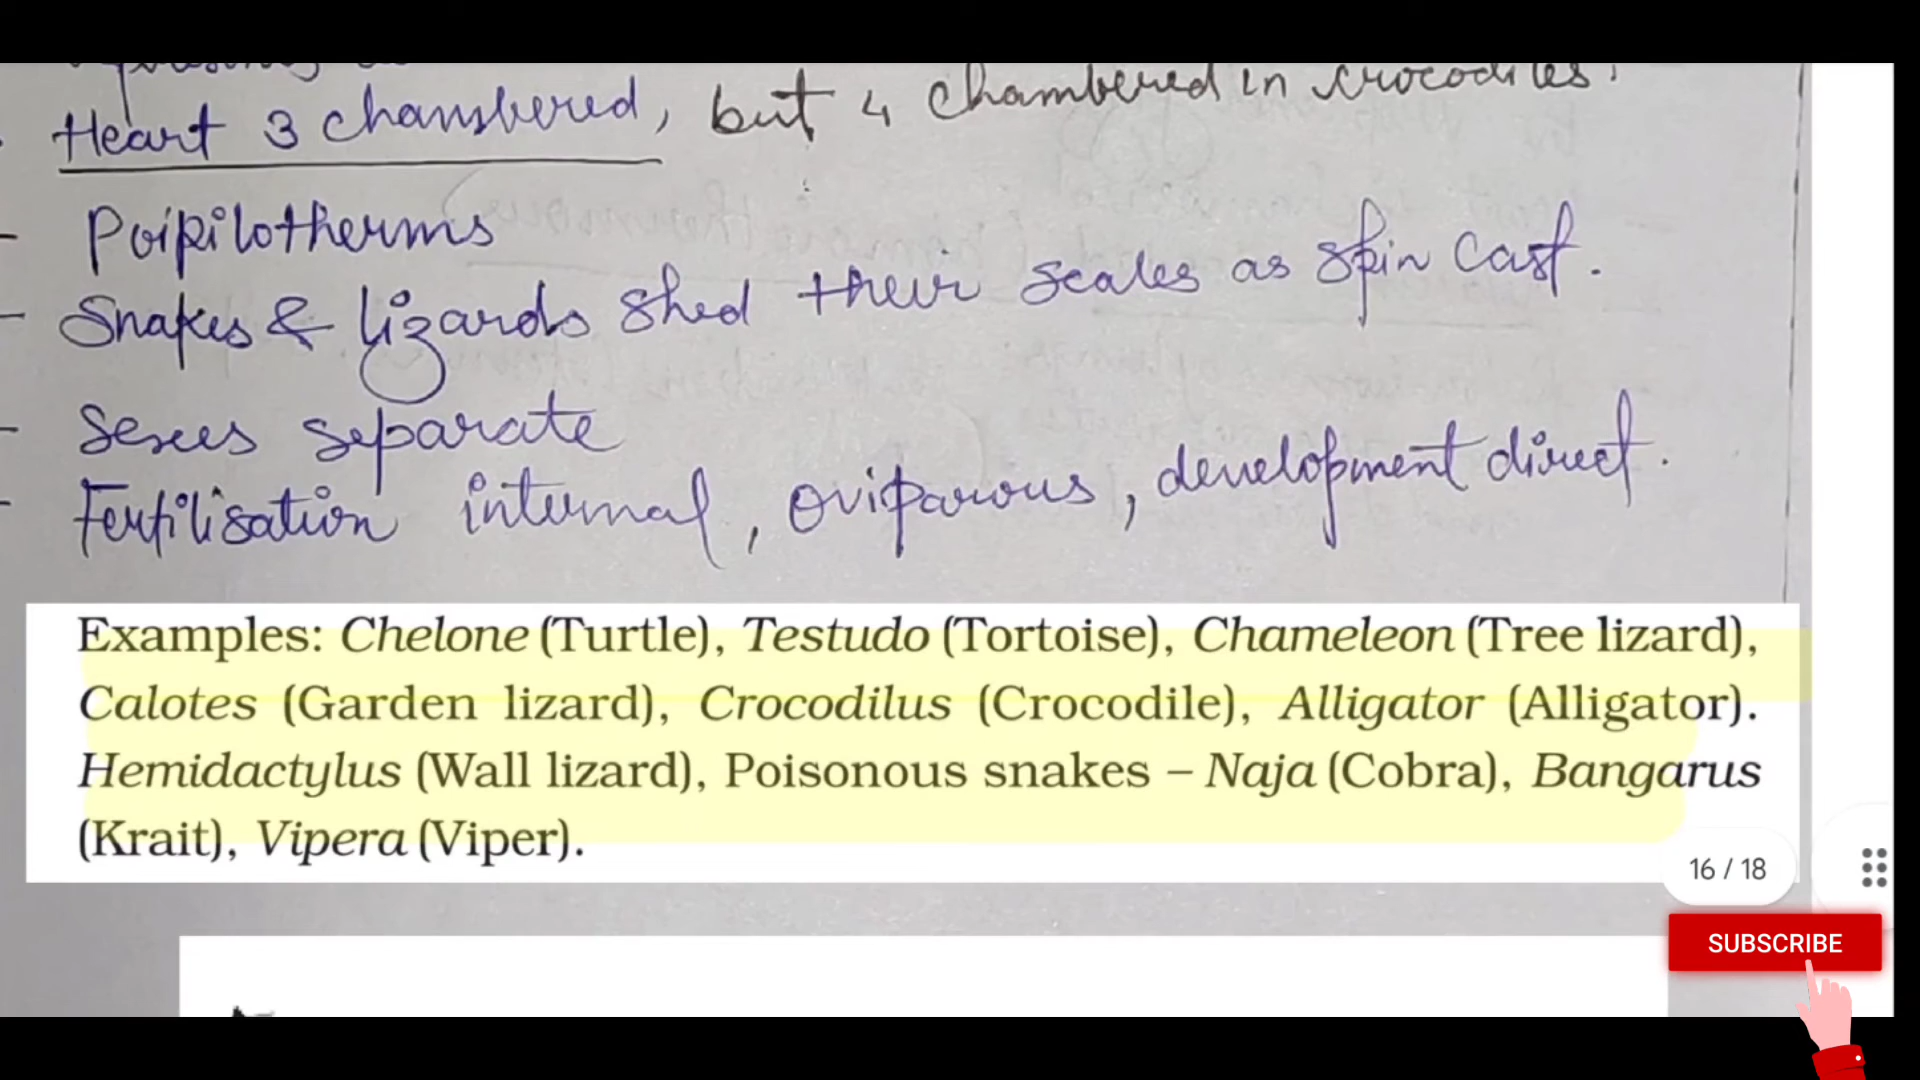 Heart 3 chambered, but 4 chambered in crocodiles.
- Poipilotherms
- Snakes & lizards shed their scales as spin cast.
- Sexes separate
- Fertilisation internal, oviparous, development direct.
Examples: Chelone (Turtle), Testudo (Tortoise), Chameleon (Tree lizard),
Calotes (Garden lizard), Crocodilus (Crocodile), Alligator (Alligator).
Hemidactylus (Wall lizard), Poisonous snakes – Naja (Cobra), Bangarus
(Krait), Vipera (Viper).
16 / 18
SUBSCRIBE